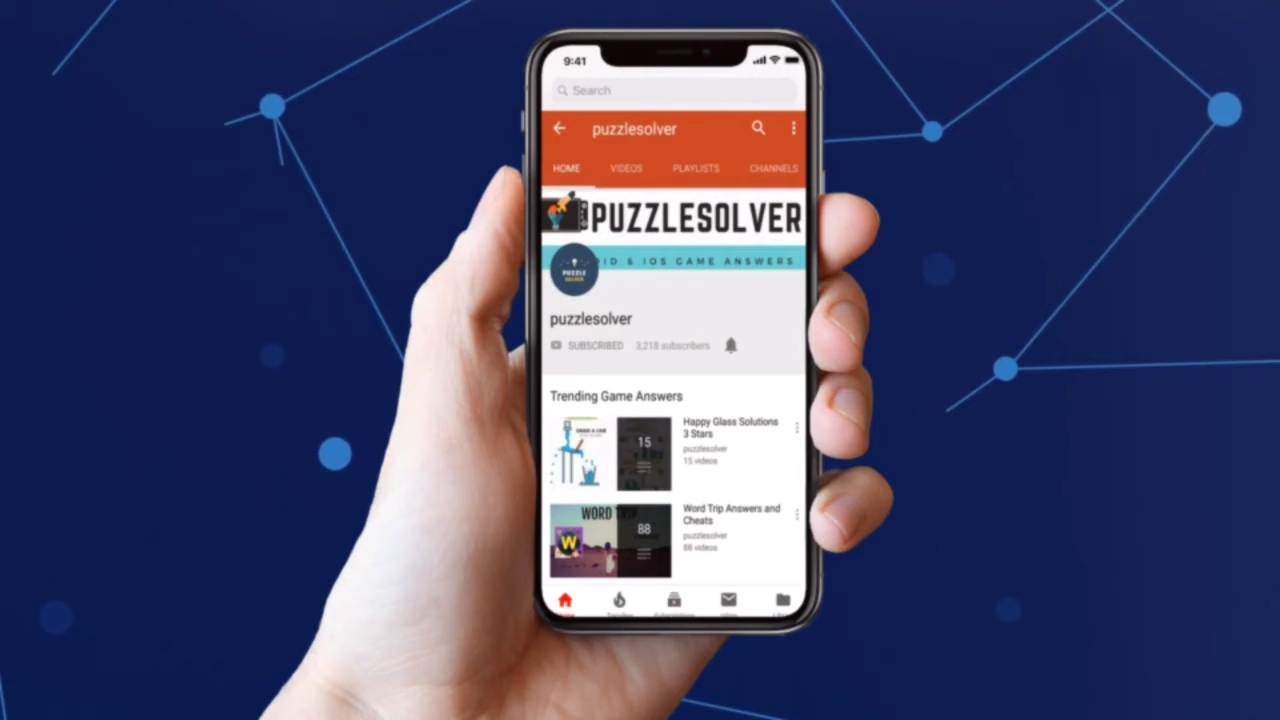 9:41
Search
puzzlesolver
HOME VIDEOS PLAYLISTS CHANNELS
PUZZLESOLVER
ID & IOS GAME ANSWERS
PUZZLE
SOLVER
puzzlesolver
SUBSCRIBED 3,218 subscribers
Trending Game Answers
15
Happy Glass Solutions
3 Stars
puzzlesolver
15 videos
WORD TRIP
W
88
Word Trip Answers and
Cheats
puzzlesolver
88 videos